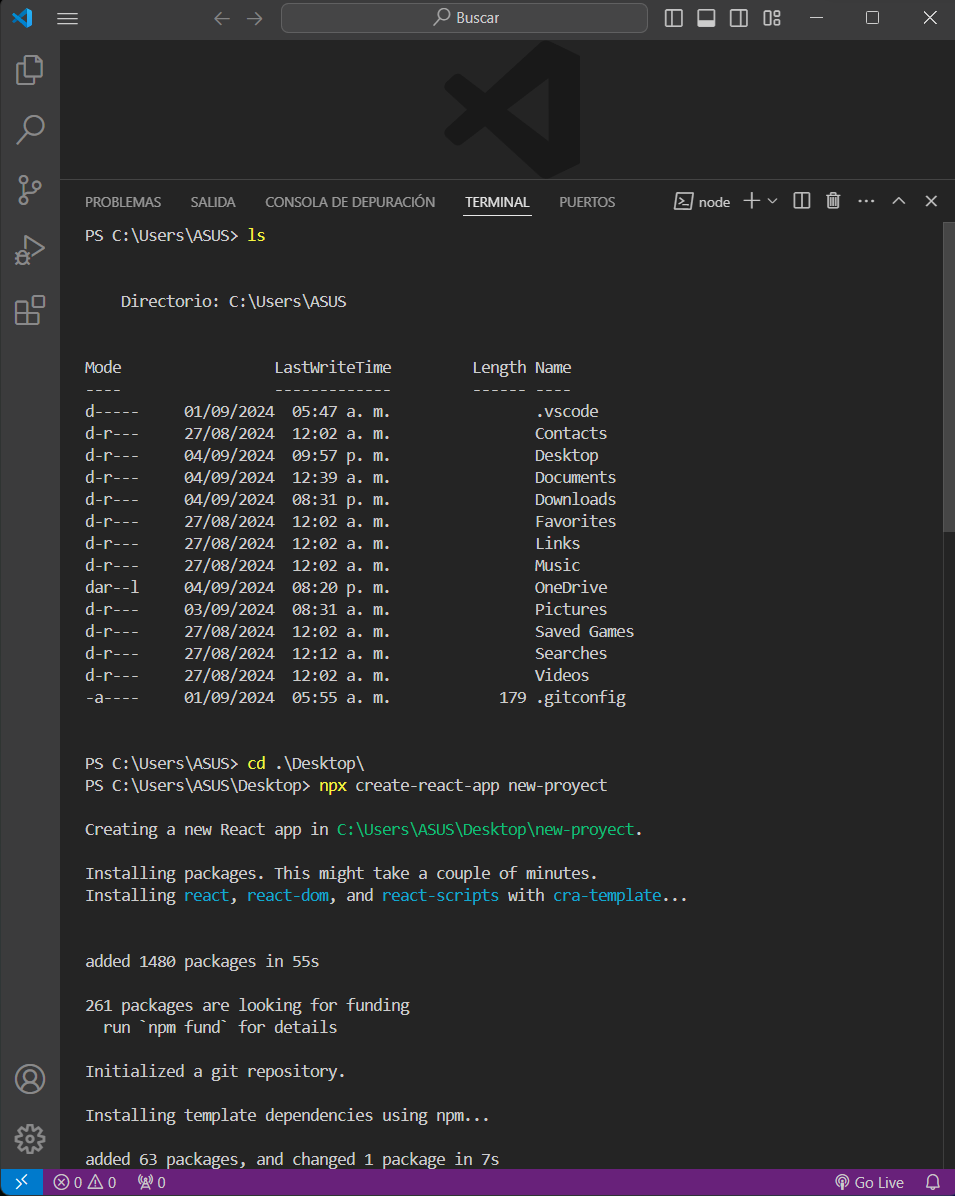 Buscar
PROBLEMAS SALIDA CONSOLA DE DEPURACIÓN TERMINAL PUERTOS node
PS C:\Users\ASUS> ls
Directorio: C:\Users\ASUS
Mode LastWriteTime Length Name
---- ------------- ------ ----
d----- 01/09/2024 05:47 a. m. .vscode
d-r--- 27/08/2024 12:02 a. m. Contacts
d-r--- 04/09/2024 09:57 p. m. Desktop
d-r--- 04/09/2024 12:39 a. m. Documents
d-r--- 04/09/2024 08:31 p. m. Downloads
d-r--- 27/08/2024 12:02 a. m. Favorites
d-r--- 27/08/2024 12:02 a. m. Links
d-r--- 27/08/2024 12:02 a. m. Music
dar--l 04/09/2024 08:20 p. m. OneDrive
d-r--- 03/09/2024 08:31 a. m. Pictures
d-r--- 27/08/2024 12:02 a. m. Saved Games
d-r--- 27/08/2024 12:12 a. m. Searches
d-r--- 27/08/2024 12:02 a. m. Videos
-a---- 01/09/2024 05:55 a. m. 179 .gitconfig
PS C:\Users\ASUS> cd .\Desktop\
PS C:\Users\ASUS\Desktop> npx create-react-app new-proyect
Creating a new React app in C:\Users\ASUS\Desktop\new-proyect.
Installing packages. This might take a couple of minutes.
Installing react, react-dom, and react-scripts with cra-template...
added 1480 packages in 55s
261 packages are looking for funding
run `npm fund` for details
Initialized a git repository.
Installing template dependencies using npm...
added 63 packages, and changed 1 package in 7s
0 0 0 Go Live